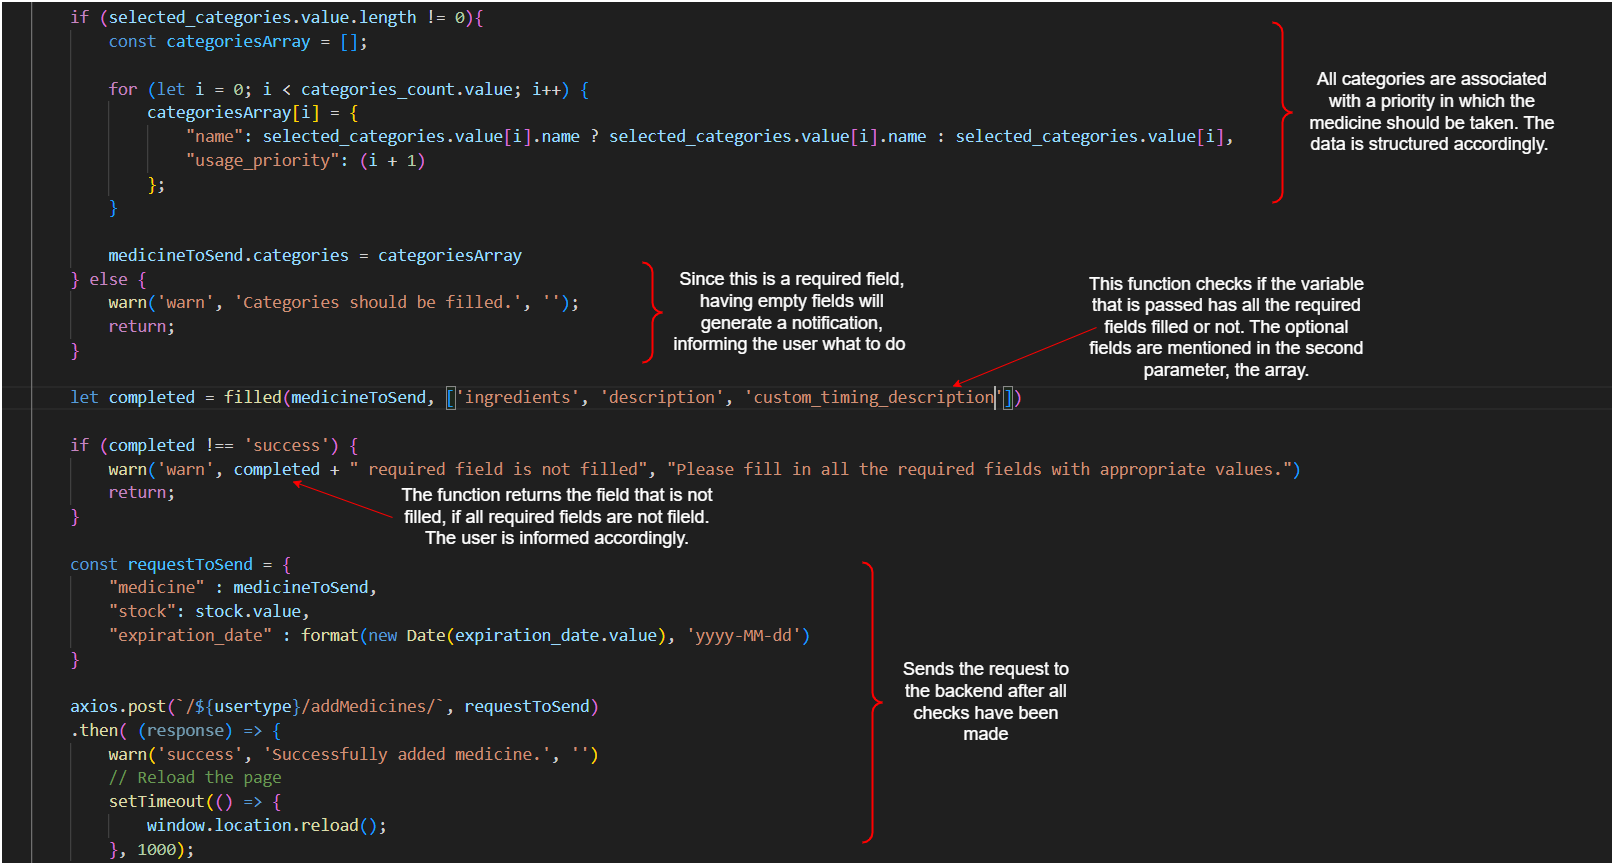 if (selected_categories.value.length != 0){
const categoriesArray = [];
for (let i = 0; i < categories_count.value; i++) {
categoriesArray[i] = {
"name": selected_categories.value[i].name ? selected_categories.value[i].name : selected_categories.value[i],
"usage_priority": (i + 1)
};
}
All categories are associated
with a priority in which the
medicine should be taken. The
data is structured accordingly.
medicineToSend.categories = categoriesArray
} else {
warn('warn', 'Categories should be filled.', '');
return;
}
Since this is a required field,
having empty fields will
generate a notification,
informing the user what to do
This function checks if the variable
that is passed has all the required
fields filled or not. The optional
fields are mentioned in the second
parameter, the array.
let completed = filled(medicineToSend, ['ingredients', 'description', 'custom_timing_description'])
if (completed !== 'success') {
warn('warn', completed + " required field is not filled", "Please fill in all the required fields with appropriate values.")
return;
}
The function returns the field that is not
filled, if all required fields are not fileld.
The user is informed accordingly.
const requestToSend = {
"medicine" : medicineToSend,
"stock": stock.value,
"expiration_date" : format(new Date(expiration_date.value), 'yyyy-MM-dd')
}
axios.post(`/${usertype}/addMedicines/`, requestToSend)
.then( (response) => {
warn('success', 'Successfully added medicine.', '')
// Reload the page
setTimeout(() => {
window.location.reload();
}, 1000);
Sends the request to
the backend after all
checks have been
made